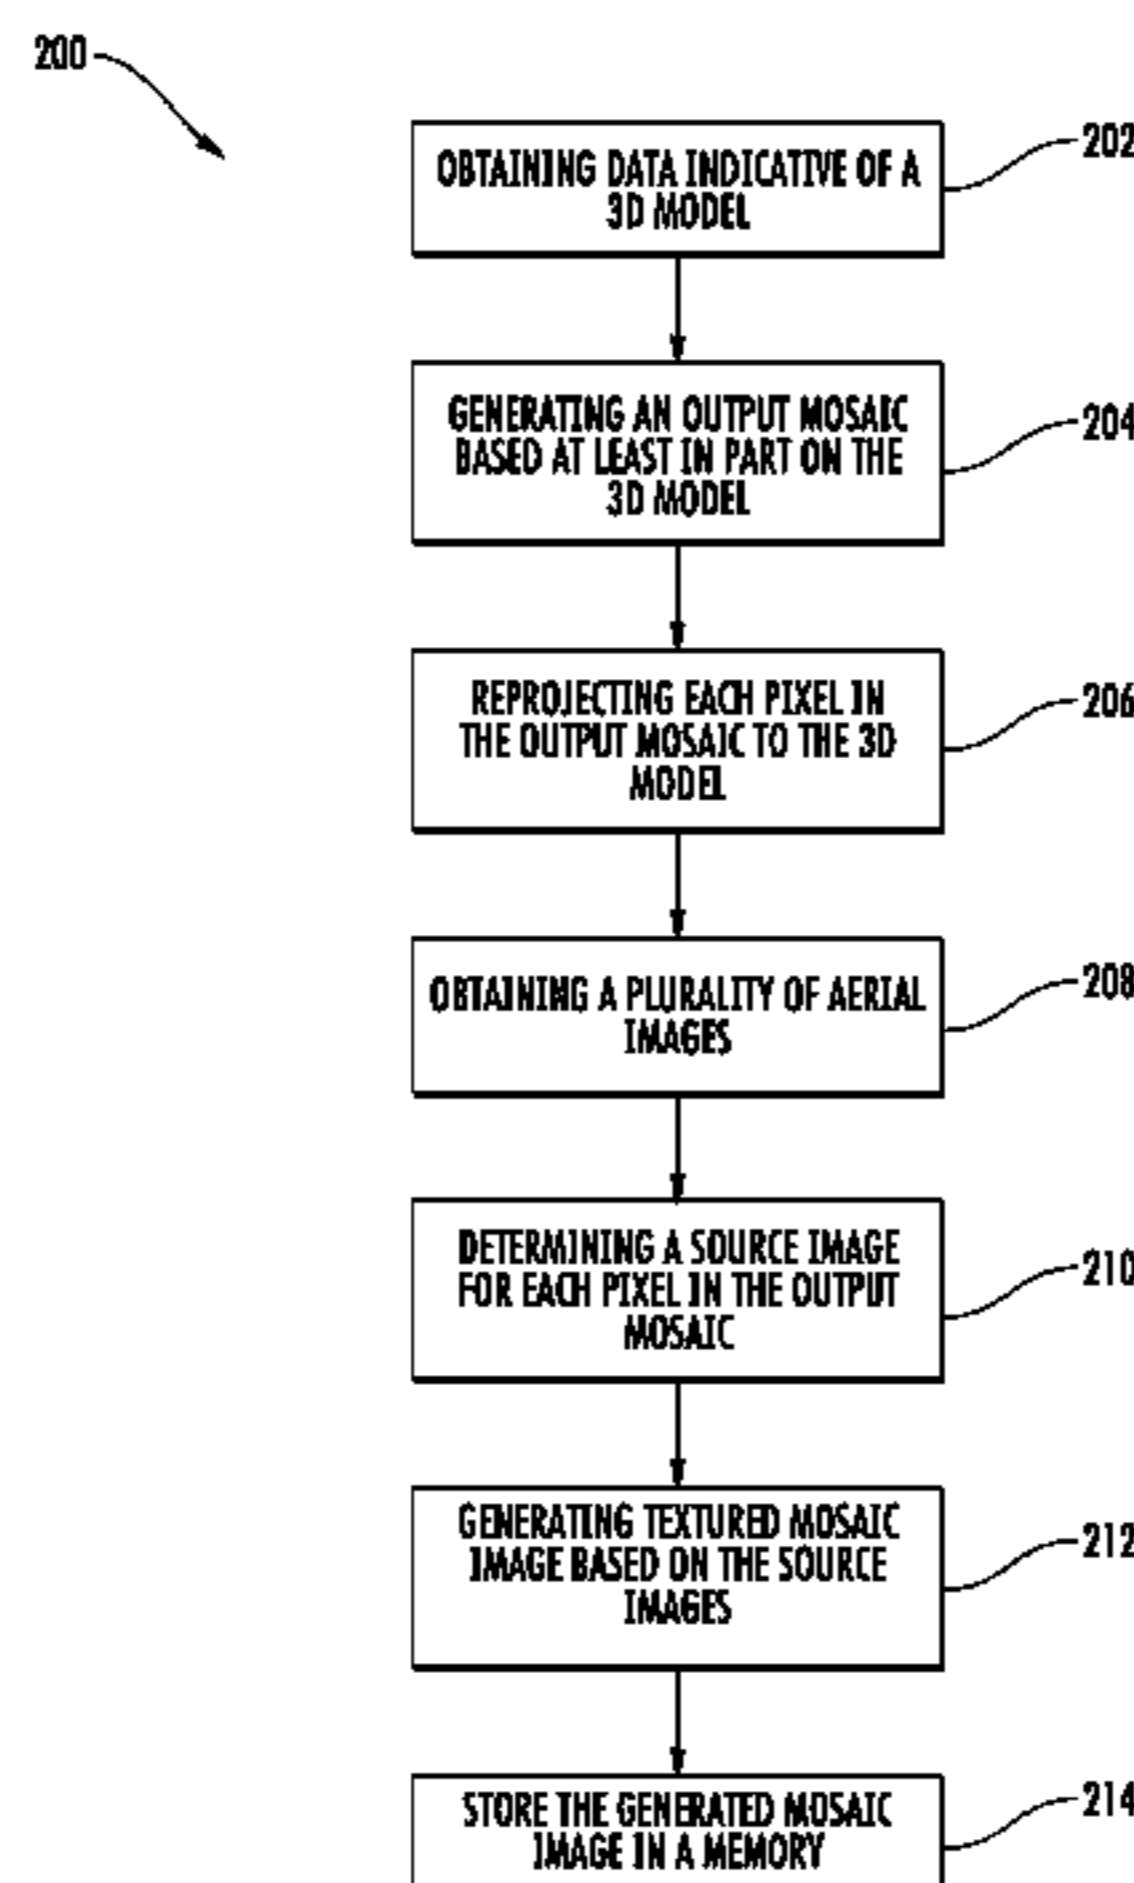 200
202
OBTAINING DATA INDICATIVE OF A
3D MODEL
204
GENERATING AN OUTPUT MOSAIC
BASED AT LEAST IN PART ON THE
3D MODEL
206
REPROJECTING EACH PIXEL IN
THE OUTPUT MOSAIC TO THE 3D
MODEL
208
OBTAINING A PLURALITY OF AERIAL
IMAGES
210
DETERMINING A SOURCE IMAGE
FOR EACH PIXEL IN THE OUTPUT
MOSAIC
212
GENERATING TEXTURED MOSAIC
IMAGE BASED ON THE SOURCE
IMAGES
214
STORE THE GENERATED MOSAIC
IMAGE IN A MEMORY